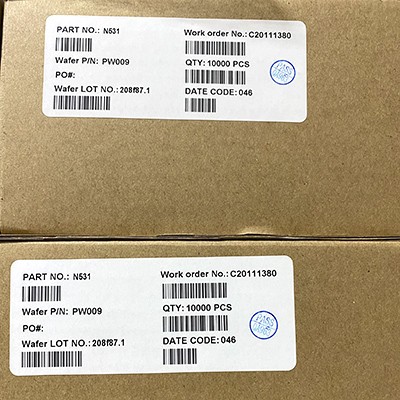 PART NO.: N531
Work order No.: C20111380
Wafer P/N: PW009
QTY: 10000 PCS
PO#:
Wafer LOT NO.: 208f87.1
DATE CODE: 046
PART NO.: N531
Work order No.: C20111380
Wafer P/N: PW009
QTY: 10000 PCS
PO#:
Wafer LOT NO.: 208f87.1
DATE CODE: 046